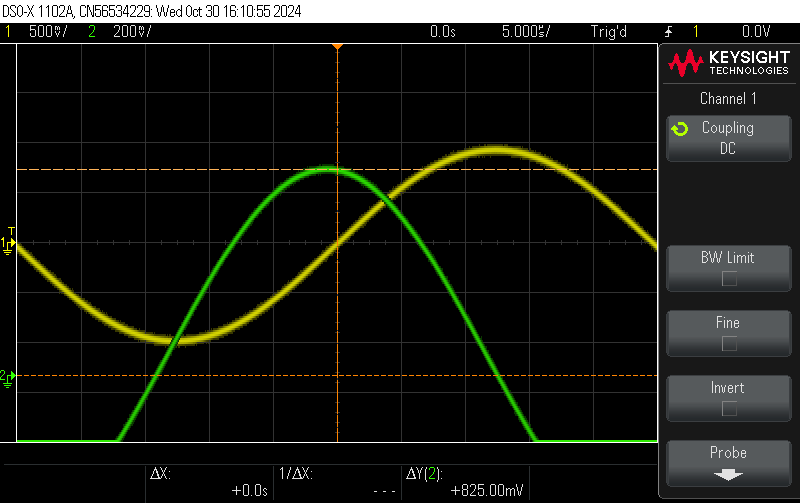 DSO-X 1102A, CN56534229: Wed Oct 30 16:10:55 2024
1 500mV/ 2 200mV/ 0.0s 5.000ms/ Trig'd 1 0.0V
KEYSIGHT
TECHNOLOGIES
Channel 1
Coupling
DC
T
1
BW Limit
Fine
2
Invert
Probe
ΔX: 1/ΔX: ΔY(2):
+0.0s --- +825.00mV